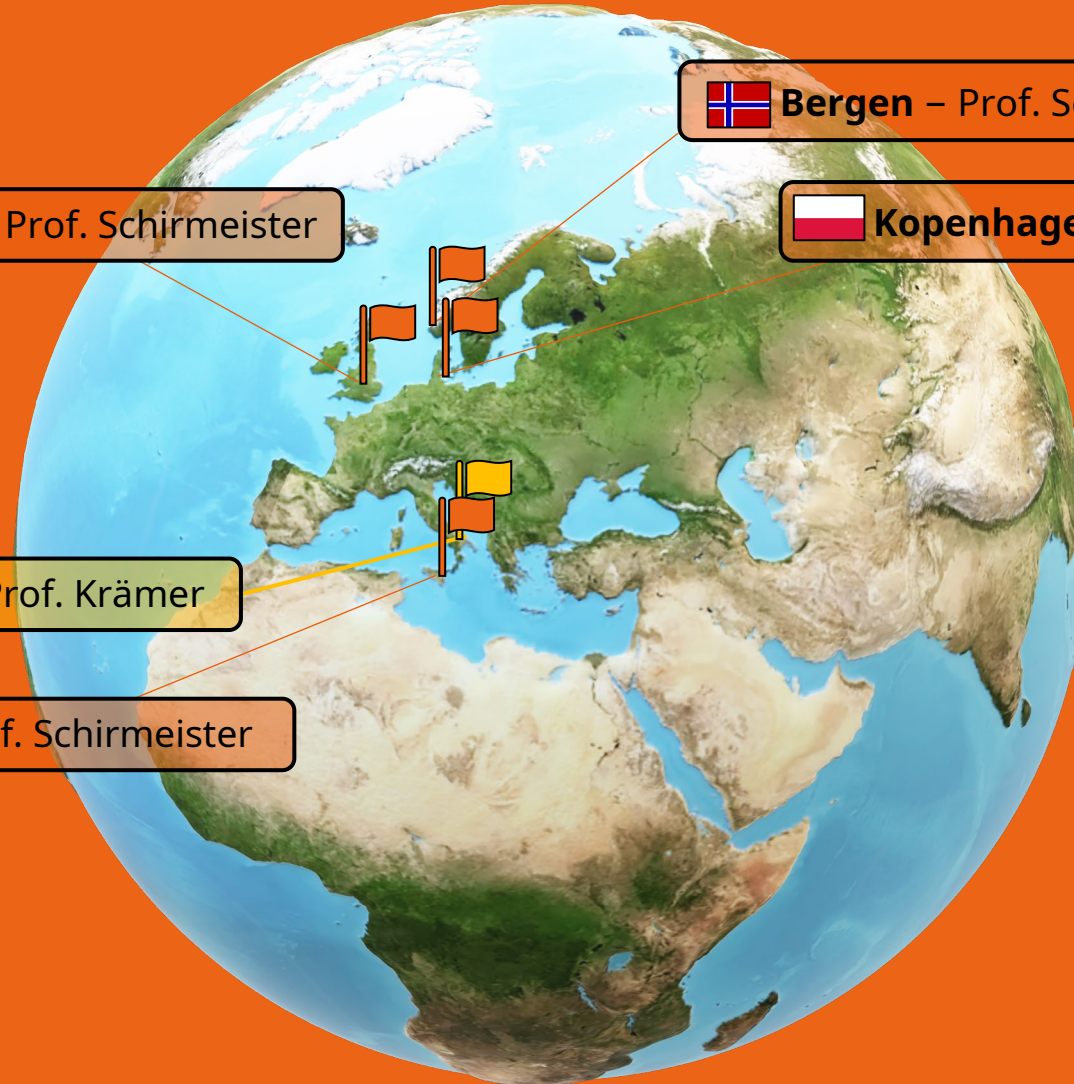 Bergen – Prof. S
Prof. Schirmeister
Kopenhage
rof. Krämer
f. Schirmeister